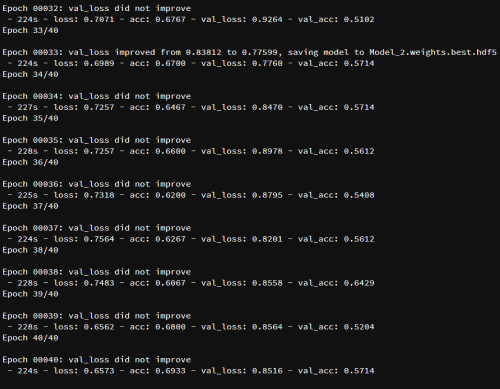 Epoch 00032: val_loss did not improve
- 224s - loss: 0.7071 - acc: 0.6767 - val_loss: 0.9264 - val_acc: 0.5102
Epoch 33/40
Epoch 00033: val_loss improved from 0.83812 to 0.77599, saving model to Model_2.weights.best.hdf5
- 224s - loss: 0.6989 - acc: 0.6700 - val_loss: 0.7760 - val_acc: 0.5714
Epoch 34/40
Epoch 00034: val_loss did not improve
- 227s - loss: 0.7257 - acc: 0.6467 - val_loss: 0.8470 - val_acc: 0.5714
Epoch 35/40
Epoch 00035: val_loss did not improve
- 228s - loss: 0.7257 - acc: 0.6600 - val_loss: 0.8978 - val_acc: 0.5612
Epoch 36/40
Epoch 00036: val_loss did not improve
- 225s - loss: 0.7318 - acc: 0.6200 - val_loss: 0.8795 - val_acc: 0.5408
Epoch 37/40
Epoch 00037: val_loss did not improve
- 224s - loss: 0.7564 - acc: 0.6267 - val_loss: 0.8201 - val_acc: 0.5612
Epoch 38/40
Epoch 00038: val_loss did not improve
- 228s - loss: 0.7483 - acc: 0.6067 - val_loss: 0.8558 - val_acc: 0.6429
Epoch 39/40
Epoch 00039: val_loss did not improve
- 228s - loss: 0.6562 - acc: 0.6800 - val_loss: 0.8564 - val_acc: 0.5204
Epoch 40/40
Epoch 00040: val_loss did not improve
- 224s - loss: 0.6573 - acc: 0.6933 - val_loss: 0.8516 - val_acc: 0.5714